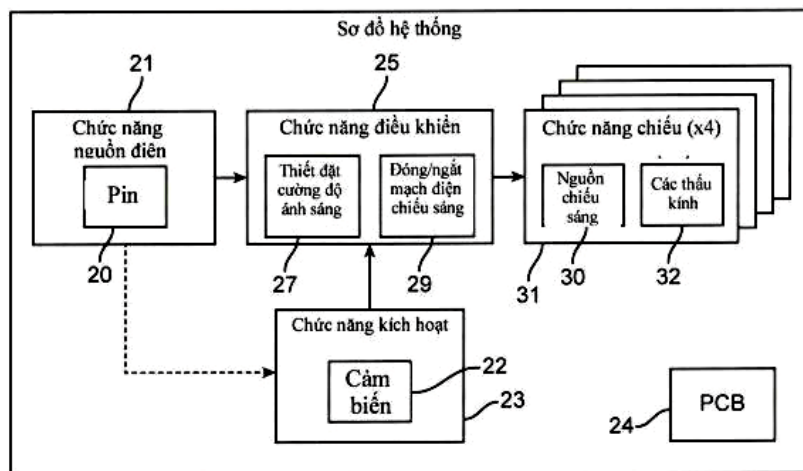 Sơ đồ hệ thống
21
25
Chức năng
nguồn điện
Pin
20
Chức năng điều khiển
Thiết đặt
cường độ
ánh sáng
27
Đóng/ngắt
mạch điện
chiếu sáng
29
Chức năng chiếu (x4)
Nguồn
chiếu
sáng
30
Các thấu
kính
32
31
Chức năng kích hoạt
Cảm
biến
22
23
PCB
24